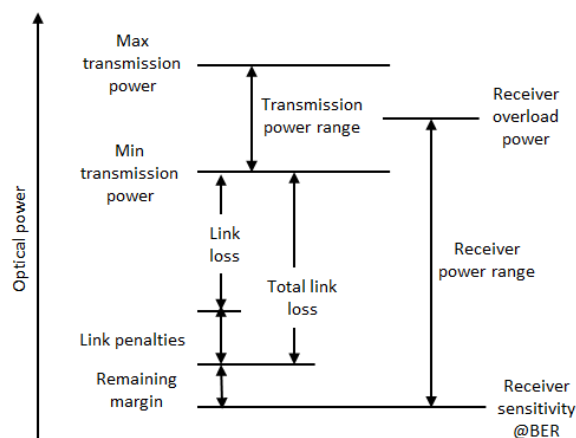 Max
transmission
power
Transmission
power range
Receiver
overload
power
Min
transmission
power
Optical power
Link
loss
Total link
loss
Receiver
power range
Link penalties
Remaining
margin
Receiver
sensitivity
@BER